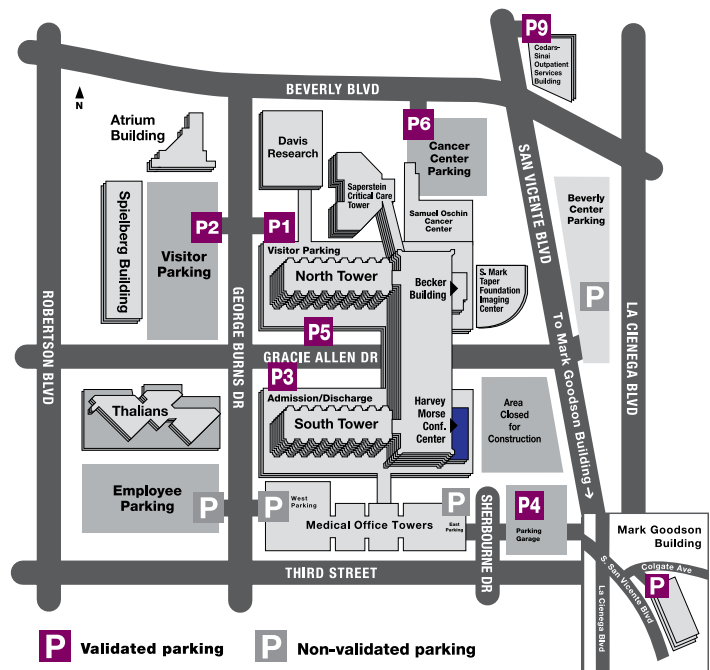 P9
Cedars-
Sinai
Outpatient
Services
Building
BEVERLY BLVD
N
Atrium
Building
Davis
Research
P6
Cancer
Center
Parking
SAN VICENTE BLVD
Saperstein
Critical Care
Tower
Samuel Oschin
Cancer
Center
Beverly
Center
Parking
P
Spielberg Building
P2
P1
Visitor
Parking
Visitor Parking
North Tower
Becker
Building
S. Mark
Taper
Foundation
Imaging
Center
ROBERTSON BLVD
GEORGE BURNS DR
LA CIENEGA BLVD
To Mark Goodson Building →
P5
GRACIE ALLEN DR
P3
Admission/Discharge
Thalians
South Tower
Harvey
Morse
Conf.
Center
Area
Closed
for
Construction
Employee
Parking
P
P
West
Parking
Medical Office Towers
P
East
Parking
SHERBOURNE DR
P4
Parking
Garage
Mark Goodson
Building
Colgate Ave
P
S. San Vicente Blvd
La Cienega Blvd
THIRD STREET
P Validated parking
P Non-validated parking